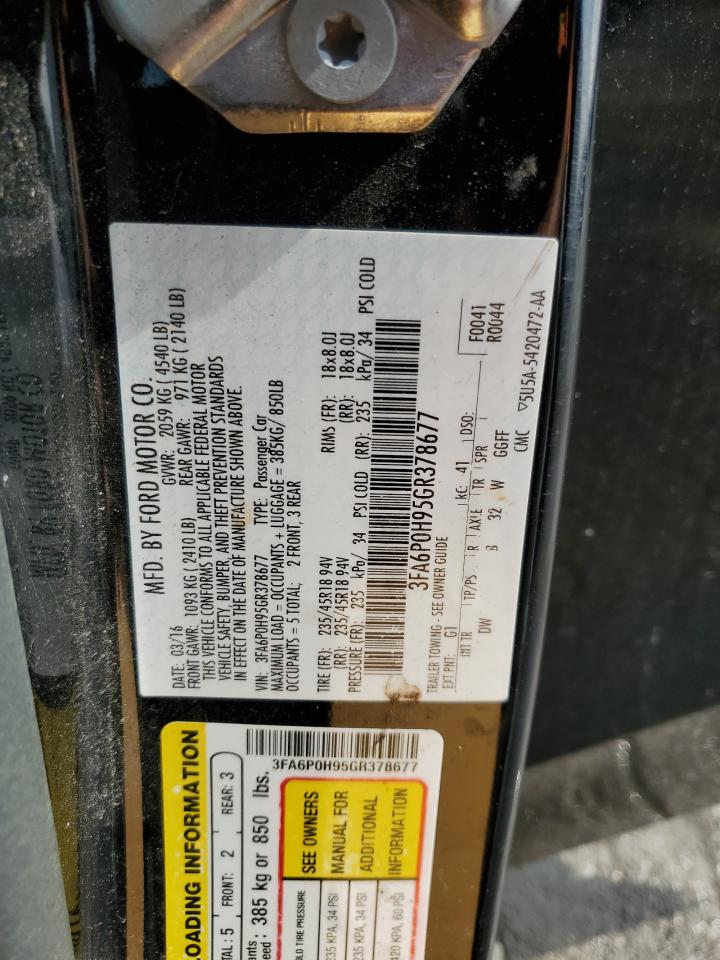 MFD. BY FORD MOTOR CO.
DATE: 03/16 GVWR: 2059 KG ( 4540 LB)
FRONT GAWR: 1093 KG ( 2410 LB) REAR GAWR: 971 KG ( 2140 LB)
THIS VEHICLE CONFORMS TO ALL APPLICABLE FEDERAL MOTOR
VEHICLE SAFETY, BUMPER, AND THEFT PREVENTION STANDARDS
IN EFFECT ON THE DATE OF MANUFACTURE SHOWN ABOVE.
VIN: 3FA6P0H95GR378677 TYPE: Passenger Car
MAXIMUM LOAD = OCCUPANTS + LUGGAGE = 385KG/ 850LB
OCCUPANTS = 5 TOTAL: 2 FRONT, 3 REAR
TIRE (FR): 235/45R18 94V RIMS (FR): 18x8.0J
(RR): 235/45R18 94V (RR): 18x8.0J
PRESSURE (FR): 235 kPa/ 34 PSI COLD (RR): 235 kPa/ 34 PSI COLD
3FA6P0H95GR378677
TRAILER TOWING - SEE OWNER GUIDE
F0041
R0044
EXT PNT: G1 RC: 41 DSO:
INT TR TP/PS R AXLE TR SPR
DW B 32 W GGFF
CMC ▽5U5A-5420472-AA
3FA6P0H95GR378677
LOADING INFORMATION
TAL : 5 FRONT: 2 REAR: 3
385 kg or 850 lbs.
SEE OWNERS
MANUAL FOR
ADDITIONAL
INFORMATION
OLD TIRE PRESSURE
235 KPA, 34 PSI
235 KPA, 34 PSI
420 KPA, 60 PSI